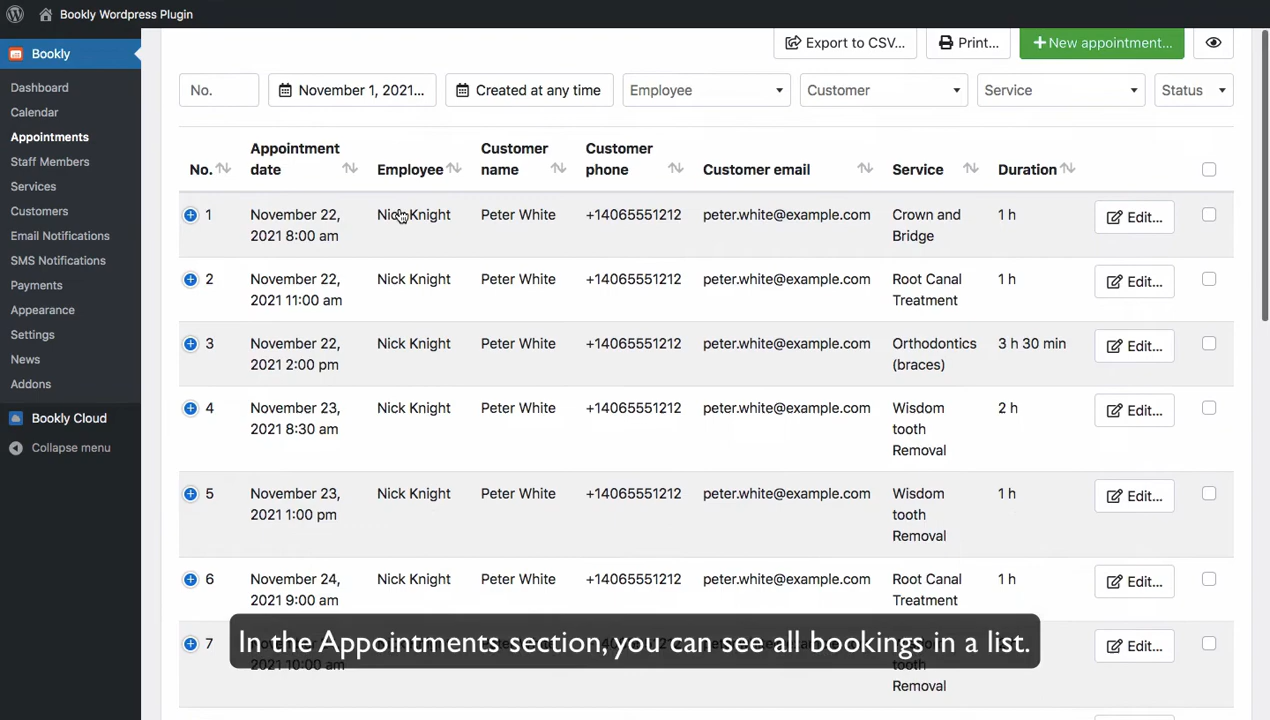 Bookly Wordpress Plugin
Bookly
Dashboard
Calendar
Appointments
Staff Members
Services
Customers
Email Notifications
SMS Notifications
Payments
Appearance
Settings
News
Addons
Bookly Cloud
Collapse menu
Export to CSV... Print... +New appointment...
No. November 1, 2021... Created at any time Employee Customer Service Status
No. Appointment date Employee Customer name Customer phone Customer email Service Duration
1 November 22, 2021 8:00 am Nick Knight Peter White +14065551212 peter.white@example.com Crown and Bridge 1 h Edit...
2 November 22, 2021 11:00 am Nick Knight Peter White +14065551212 peter.white@example.com Root Canal Treatment 1 h Edit...
3 November 22, 2021 2:00 pm Nick Knight Peter White +14065551212 peter.white@example.com Orthodontics (braces) 3 h 30 min Edit...
4 November 23, 2021 8:30 am Nick Knight Peter White +14065551212 peter.white@example.com Wisdom tooth Removal 2 h Edit...
5 November 23, 2021 1:00 pm Nick Knight Peter White +14065551212 peter.white@example.com Wisdom tooth Removal 1 h Edit...
6 November 24, 2021 9:00 am Nick Knight Peter White +14065551212 peter.white@example.com Root Canal Treatment 1 h Edit...
7 2021 10:00 am tooth Removal Edit...
In the Appointments section, you can see all bookings in a list.